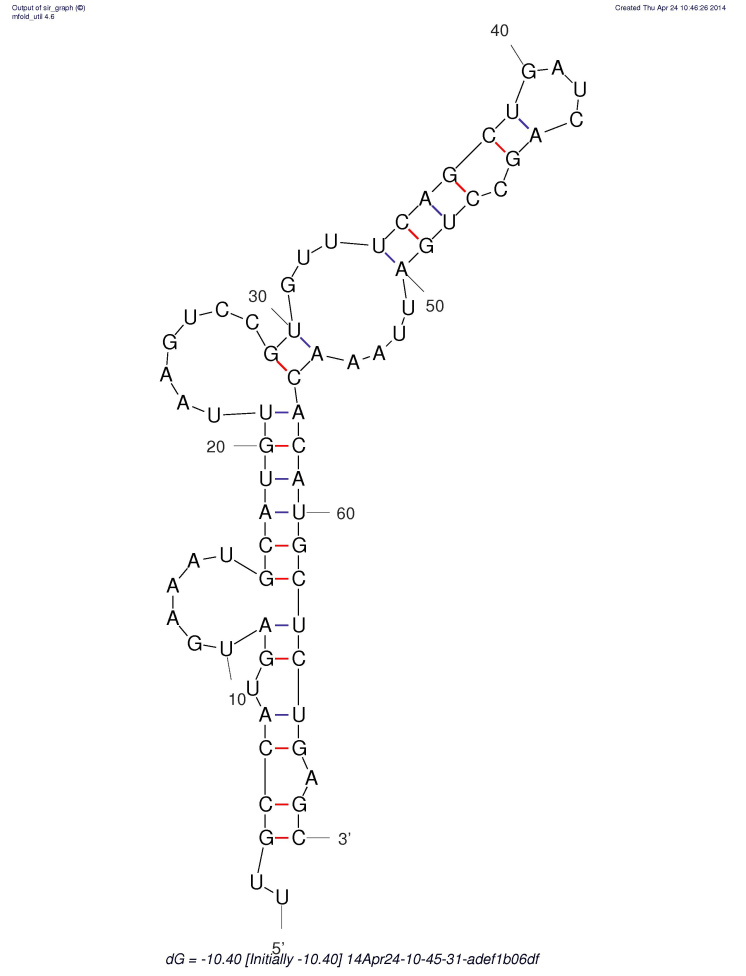 Output of sir_graph (©)
mfold_util 4.6
Created Thu Apr 24 10:46:26 2014
40
G A
U
U C
C A
G
G C
A C
C U
U U U G
U A
G 30 50
U C C U
G U U
G A A A
A C
A U U A
20 G C
U A
A U 60
C G
A U G C
A
A A U
G U G C
10 U
A U
C G
A
C G
G C 3'
U
U
5'
dG = -10.40 [Initially -10.40] 14Apr24-10-45-31-adef1b06df